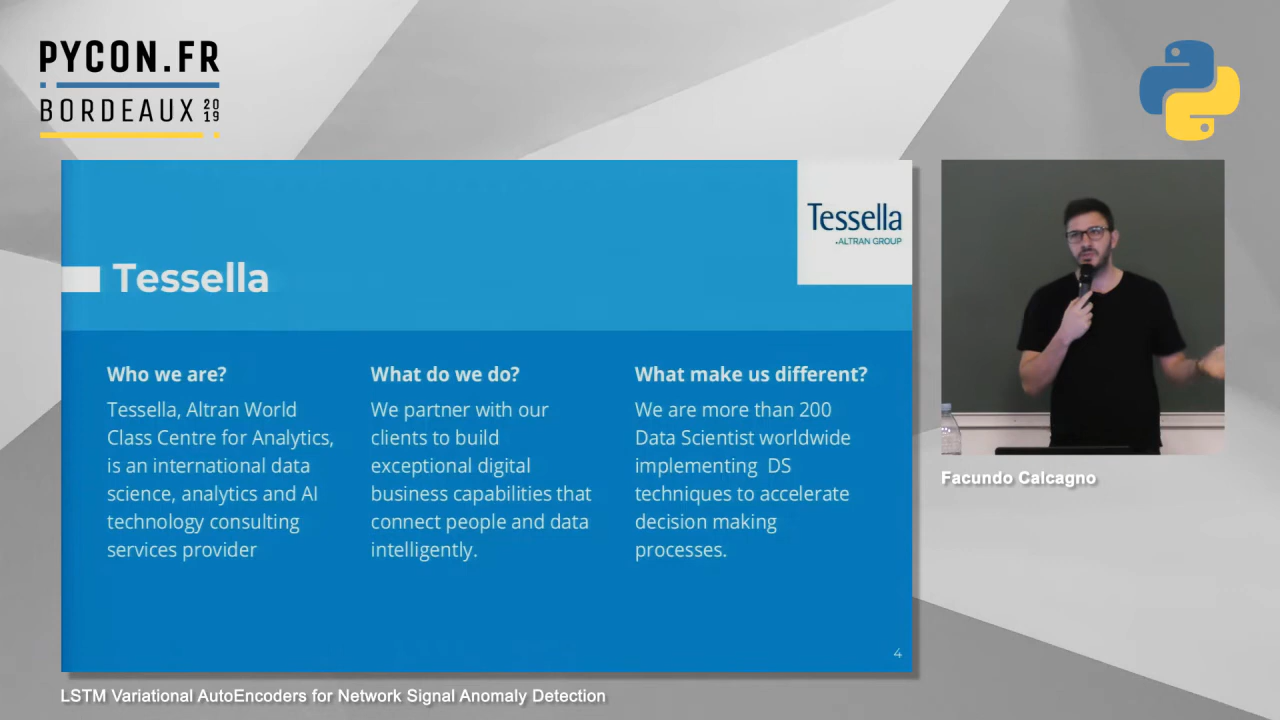 PYCON.FR
BORDEAUX 2019
Tessella
ALTRAN GROUP
Tessella
Who we are?
Tessella, Altran World
Class Centre for Analytics,
is an international data
science, analytics and AI
technology consulting
services provider
What do we do?
We partner with our
clients to build
exceptional digital
business capabilities that
connect people and data
intelligently.
What make us different?
We are more than 200
Data Scientist worldwide
implementing DS
techniques to accelerate
decision making
processes.
4
Facundo Calcagno
LSTM Variational AutoEncoders for Network Signal Anomaly Detection